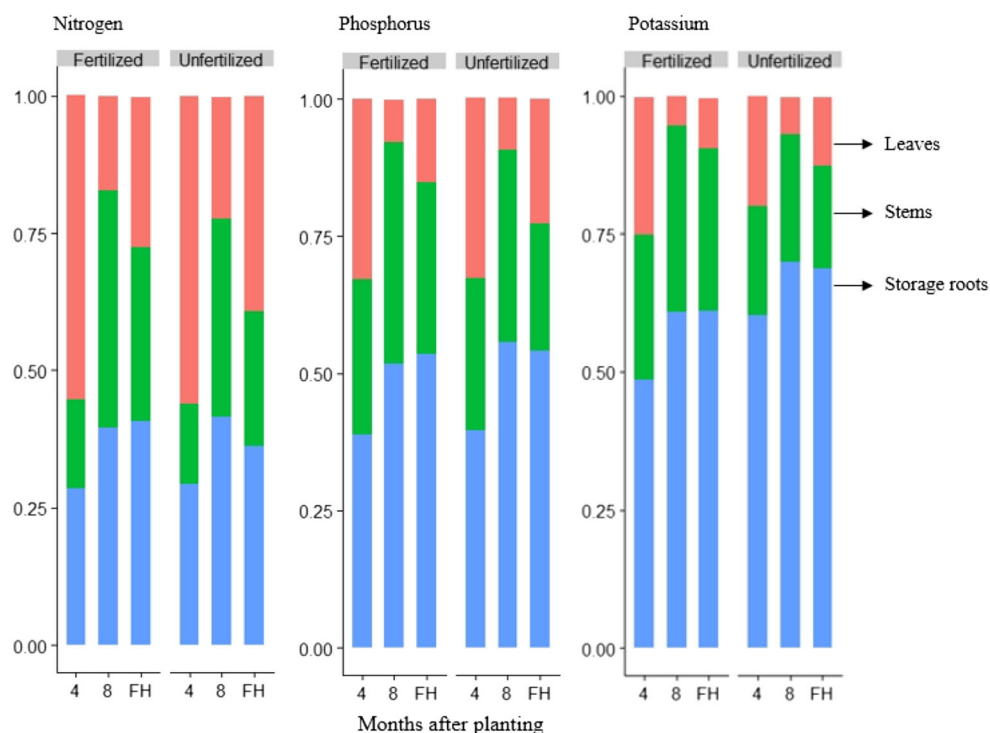 Nitrogen
Phosphorus
Potassium
Fertilized
Unfertilized
Fertilized
Unfertilized
Fertilized
Unfertilized
1.00
0.75
0.50
0.25
0.00
1.00
0.75
0.50
0.25
0.00
1.00
0.75
0.50
0.25
0.00
Leaves
Stems
Storage roots
4 8 FH 4 8 FH
4 8 FH 4 8 FH
4 8 FH 4 8 FH
Months after planting